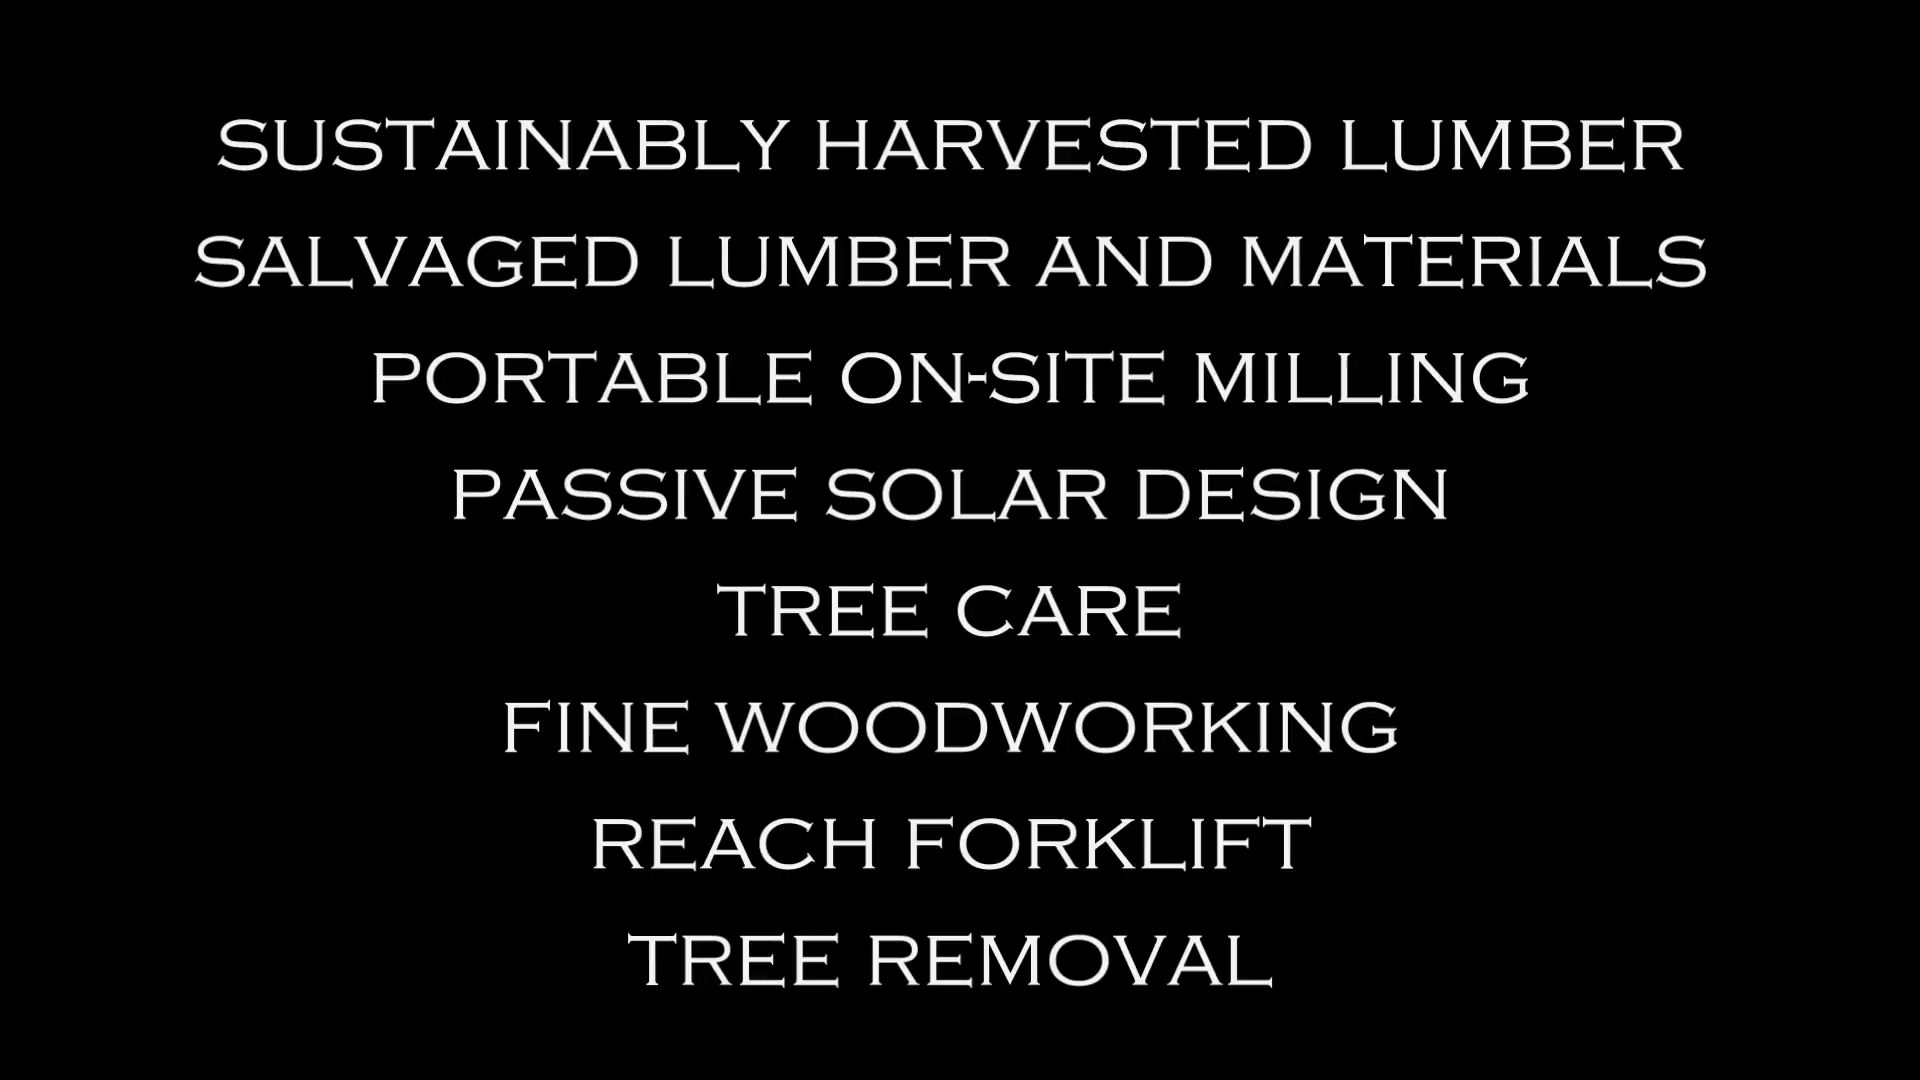 SUSTAINABLY HARVESTED LUMBER
SALVAGED LUMBER AND MATERIALS
PORTABLE ON-SITE MILLING
PASSIVE SOLAR DESIGN
TREE CARE
FINE WOODWORKING
REACH FORKLIFT
TREE REMOVAL